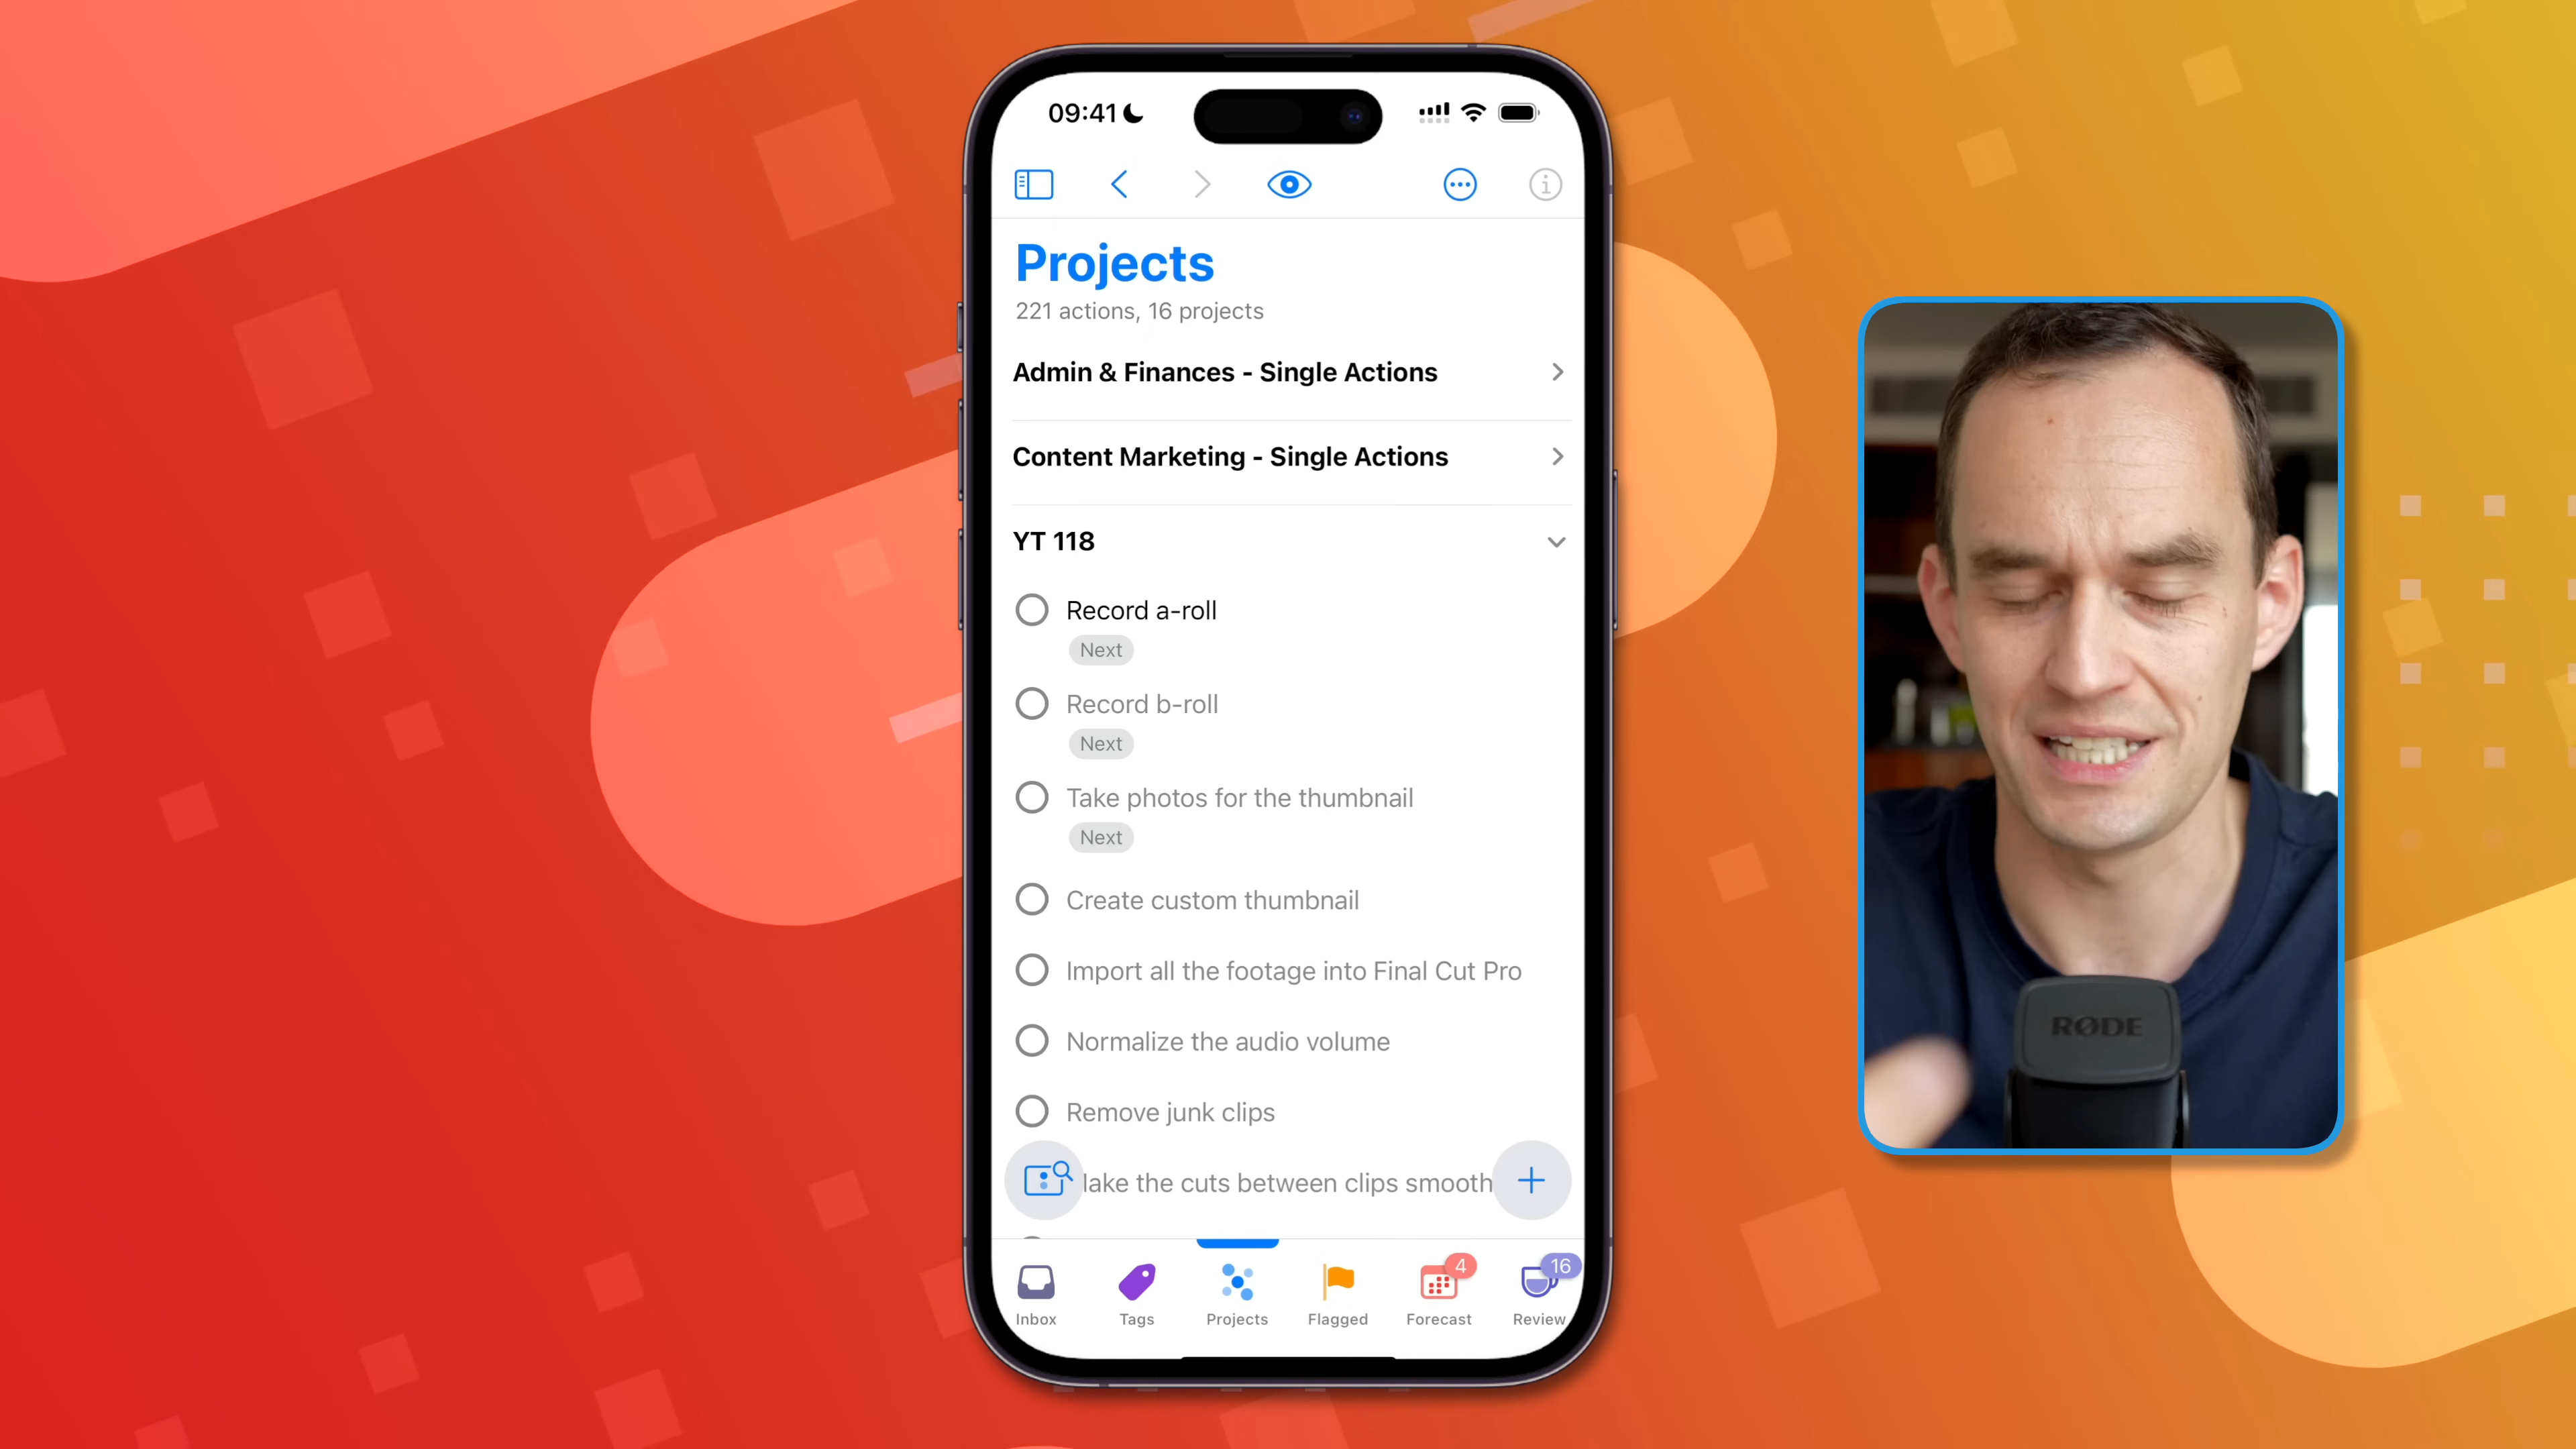 09:41
Projects
221 actions, 16 projects
Admin & Finances - Single Actions
Content Marketing - Single Actions
YT 118
Record a-roll
Next
Record b-roll
Next
Take photos for the thumbnail
Next
Create custom thumbnail
Import all the footage into Final Cut Pro
Normalize the audio volume
Remove junk clips
the cuts between clips smooth
4
16
Inbox
Tags
Projects
Flagged
Forecast
Review
RØDE